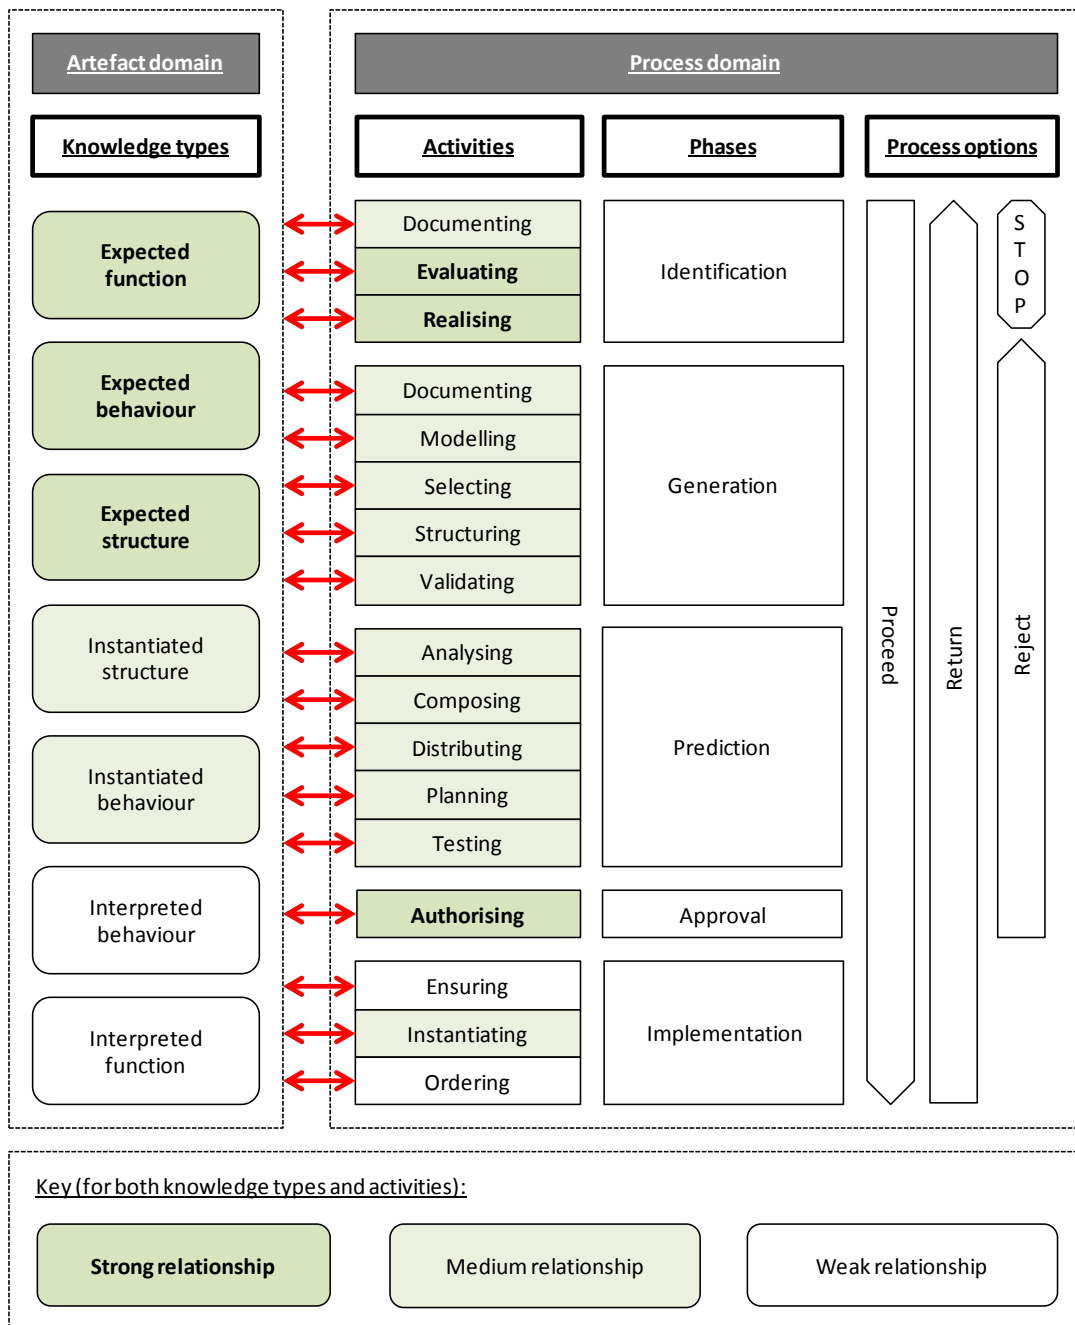 Artefact domain
Process domain
Knowledge types
Activities
Phases
Process options
Expected
function
Expected
behaviour
Expected
structure
Instantiated
structure
Instantiated
behaviour
Interpreted
behaviour
Interpreted
function
Documenting
Evaluating
Realising
Documenting
Modelling
Selecting
Structuring
Validating
Analysing
Composing
Distributing
Planning
Testing
Authorising
Ensuring
Instantiating
Ordering
Identification
Generation
Prediction
Approval
Implementation
Proceed
Return
STOP
Reject
Key (for both knowledge types and activities):
Strong relationship
Medium relationship
Weak relationship